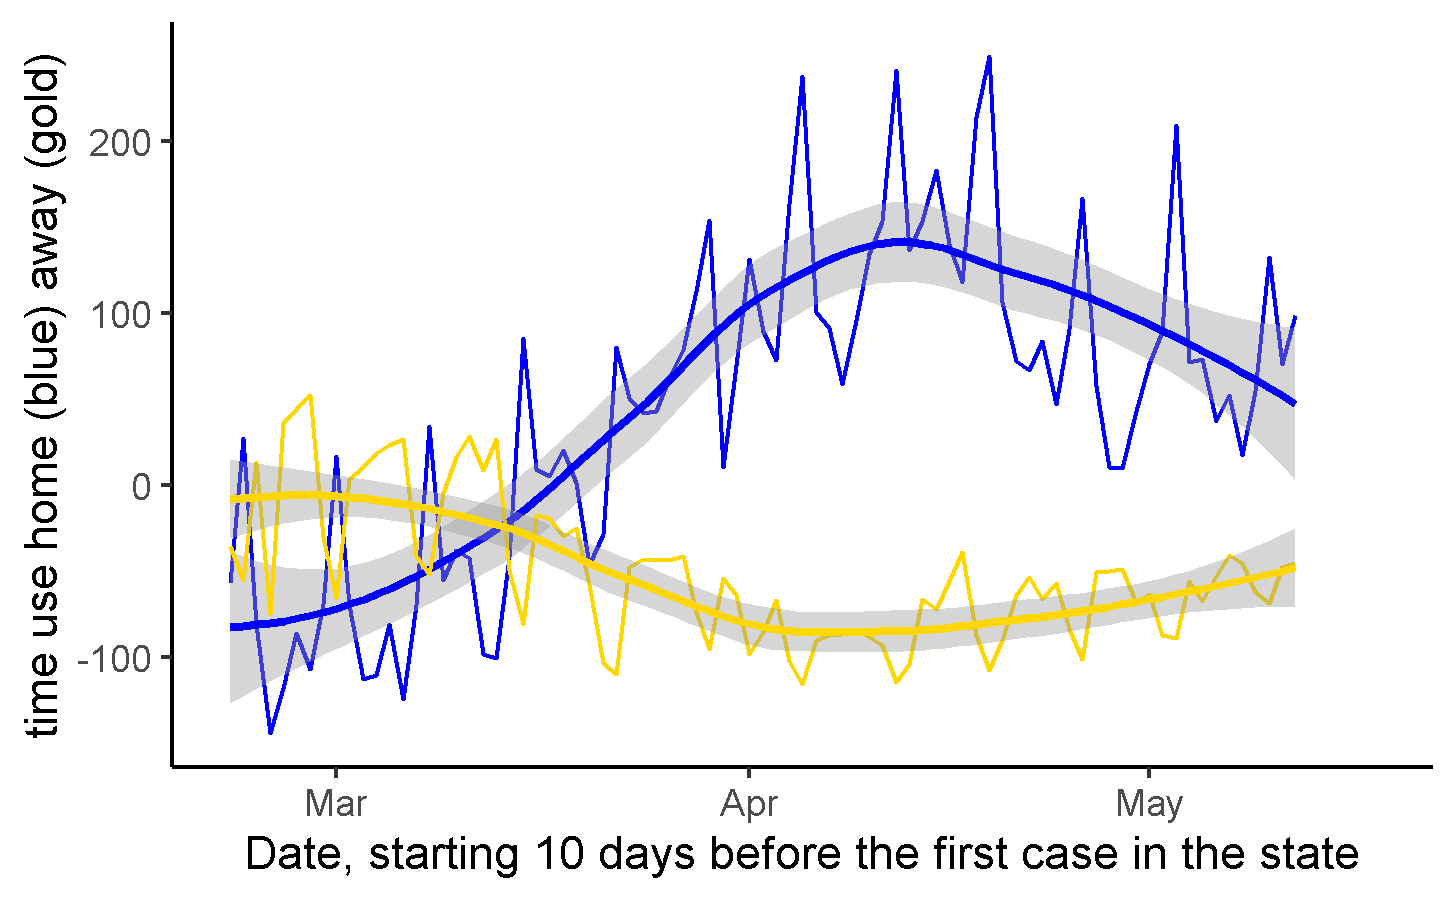 time use home (blue) away (gold)
200
100
0
-100
Mar Apr May
Date, starting 10 days before the first case in the state